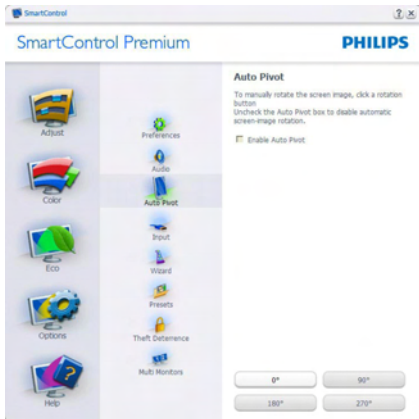 SmartControl
SmartControl Premium
PHILIPS
Adjust
Color
Eco
Options
Help
Preferences
Audio
Auto Pivot
Input
Wizard
Presets
Theft Deterrence
Multi Monitors
Auto Pivot
To manually rotate the screen image, click a rotation
button
Uncheck the Auto Pivot box to disable automatic
screen-image rotation.
Enable Auto Pivot
0°
90°
180°
270°